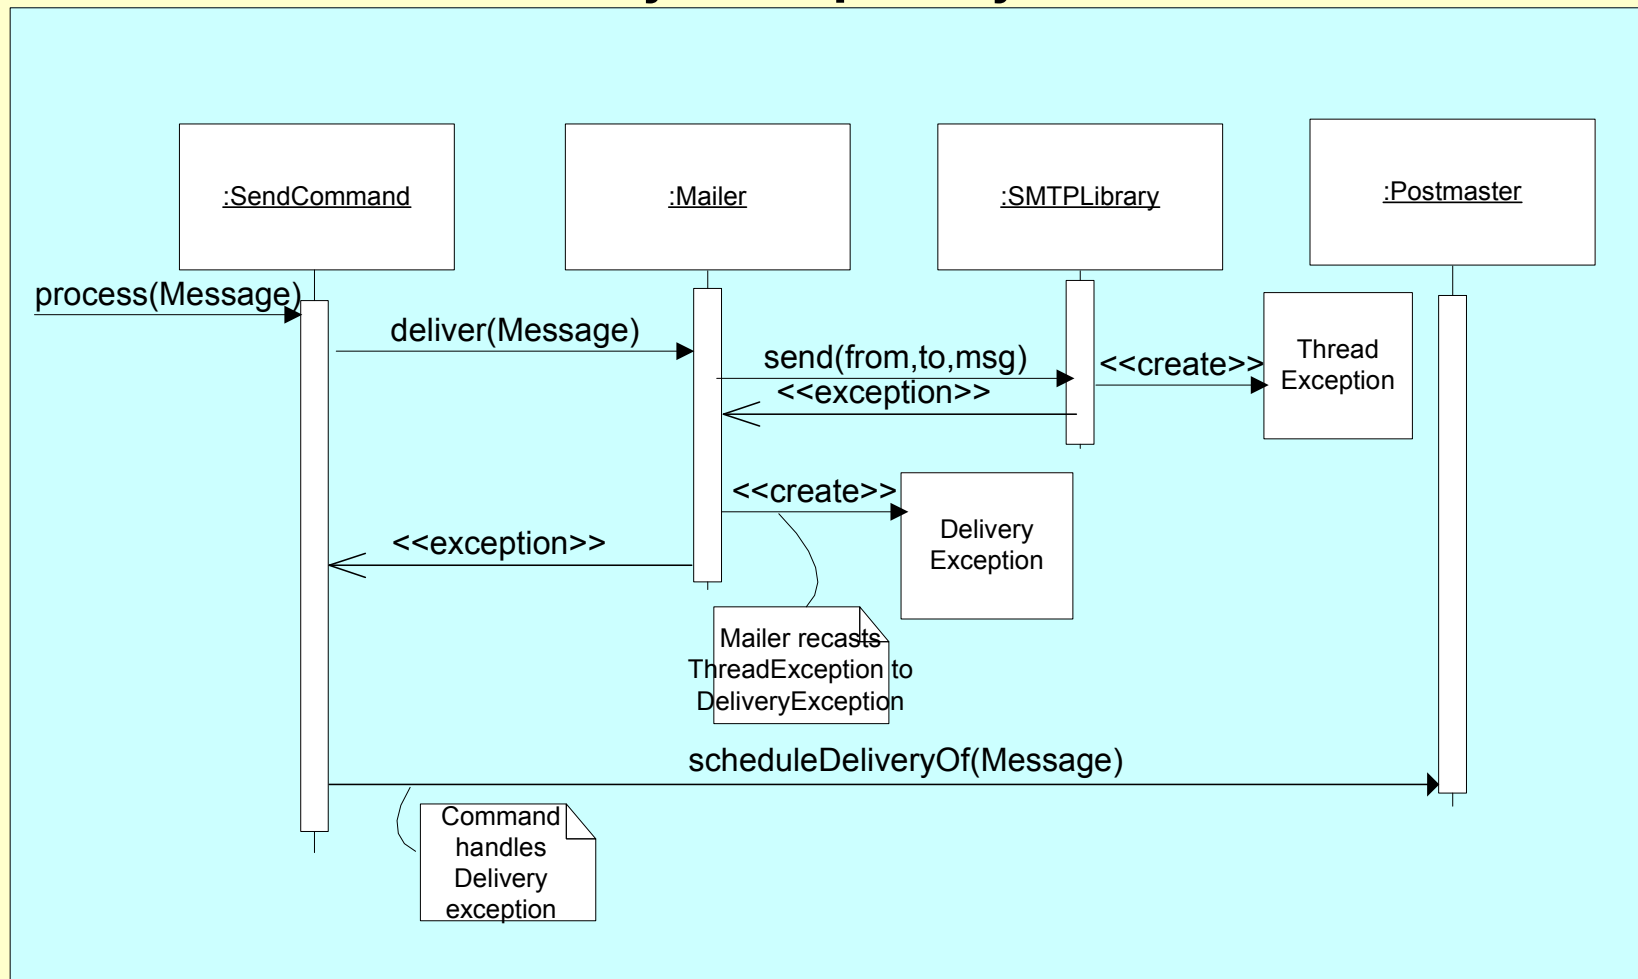 :SendCommand
:Mailer
:SMTPLibrary
:Postmaster
process(Message)
deliver(Message)
send(from,to,msg)
<<create>>
Thread
Exception
<<exception>>
<<create>>
Delivery
Exception
<<exception>>
Mailer recasts
ThreadException to
DeliveryException
scheduleDeliveryOf(Message)
Command
handles
Delivery
exception